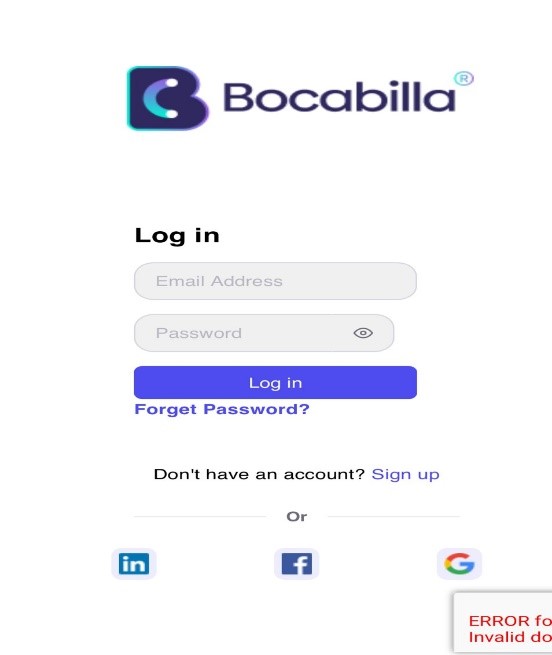 Bocabilla®
Log in
Email Address
Password
Log in
Forget Password?
Don't have an account? Sign up
Or
in
f
G
ERROR fo
Invalid do